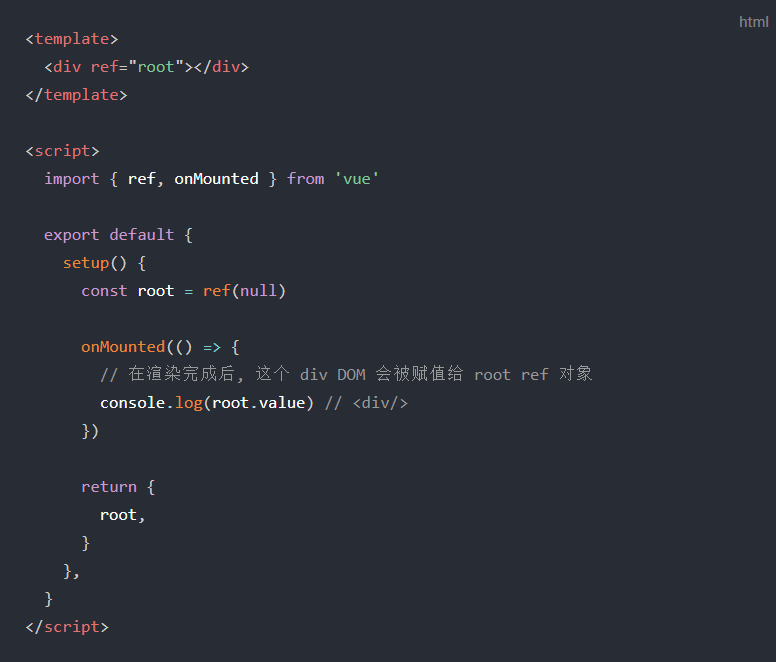 html
<template>
  <div ref="root"></div>
</template>

<script>
  import { ref, onMounted } from 'vue'

  export default {
    setup() {
      const root = ref(null)

      onMounted(() => {
        // 在渲染完成后, 这个 div DOM 会被赋值给 root ref 对象
        console.log(root.value) // <div/>
      })

      return {
        root,
      }
    },
  }
</script>